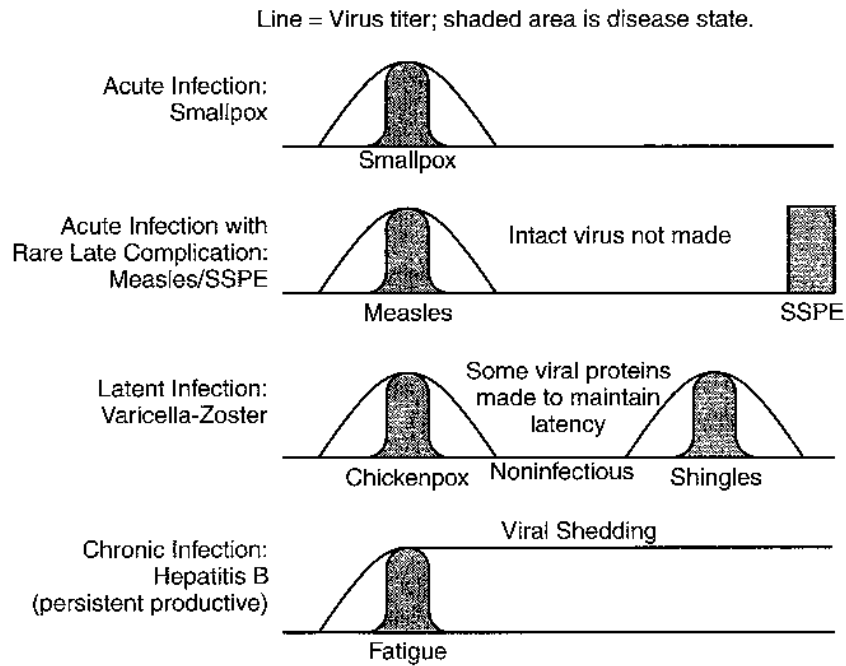 Line = Virus titer; shaded area is disease state.
Acute Infection:
Smallpox
Smallpox
Acute Infection with
Rare Late Complication:
Measles/SSPE
Intact virus not made
Measles
SSPE
Latent Infection:
Varicella-Zoster
Some viral proteins
made to maintain
latency
Chickenpox
Noninfectious
Shingles
Chronic Infection:
Hepatitis B
(persistent productive)
Viral Shedding
Fatigue